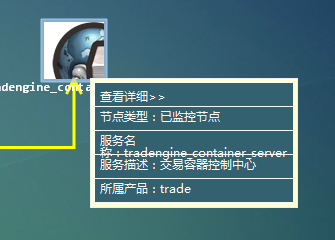 adengine_conta
查看详细>>
节点类型：已监控节点
服务名
称：tradengine_container_server
服务描述：交易容器控制中心
所属产品：trade